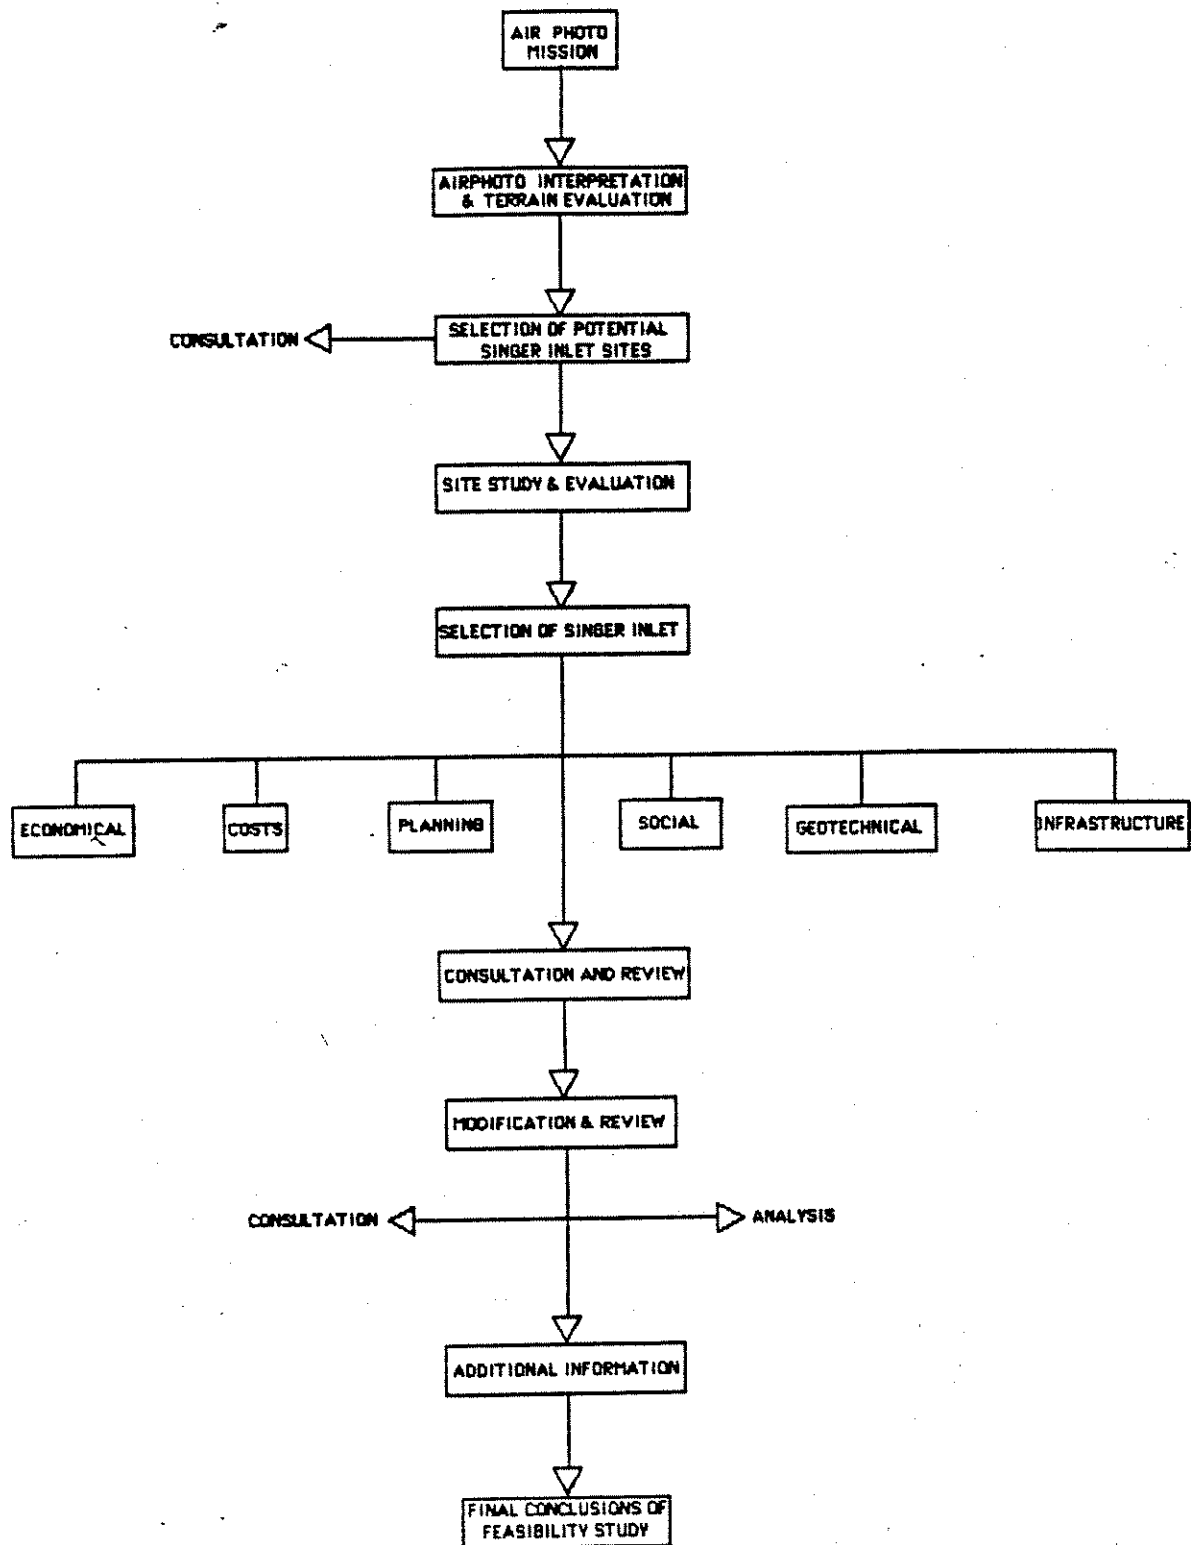 AIR PHOTO
MISSION
AIRPHOTO INTERPRETATION
& TERRAIN EVALUATION
CONSULTATION
SELECTION OF POTENTIAL
SINGER INLET SITES
SITE STUDY & EVALUATION
SELECTION OF SINGER INLET
ECONOMICAL
COSTS
PLANNING
SOCIAL
GEOTECHNICAL
INFRASTRUCTURE
CONSULTATION AND REVIEW
MODIFICATION & REVIEW
CONSULTATION
ANALYSIS
ADDITIONAL INFORMATION
FINAL CONCLUSIONS OF
FEASIBILITY STUDY